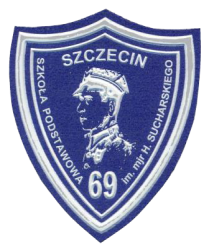 SZCZECIN
SZKOŁA PODSTAWOWA
69
im. mjr H. SUCHARSKIEGO